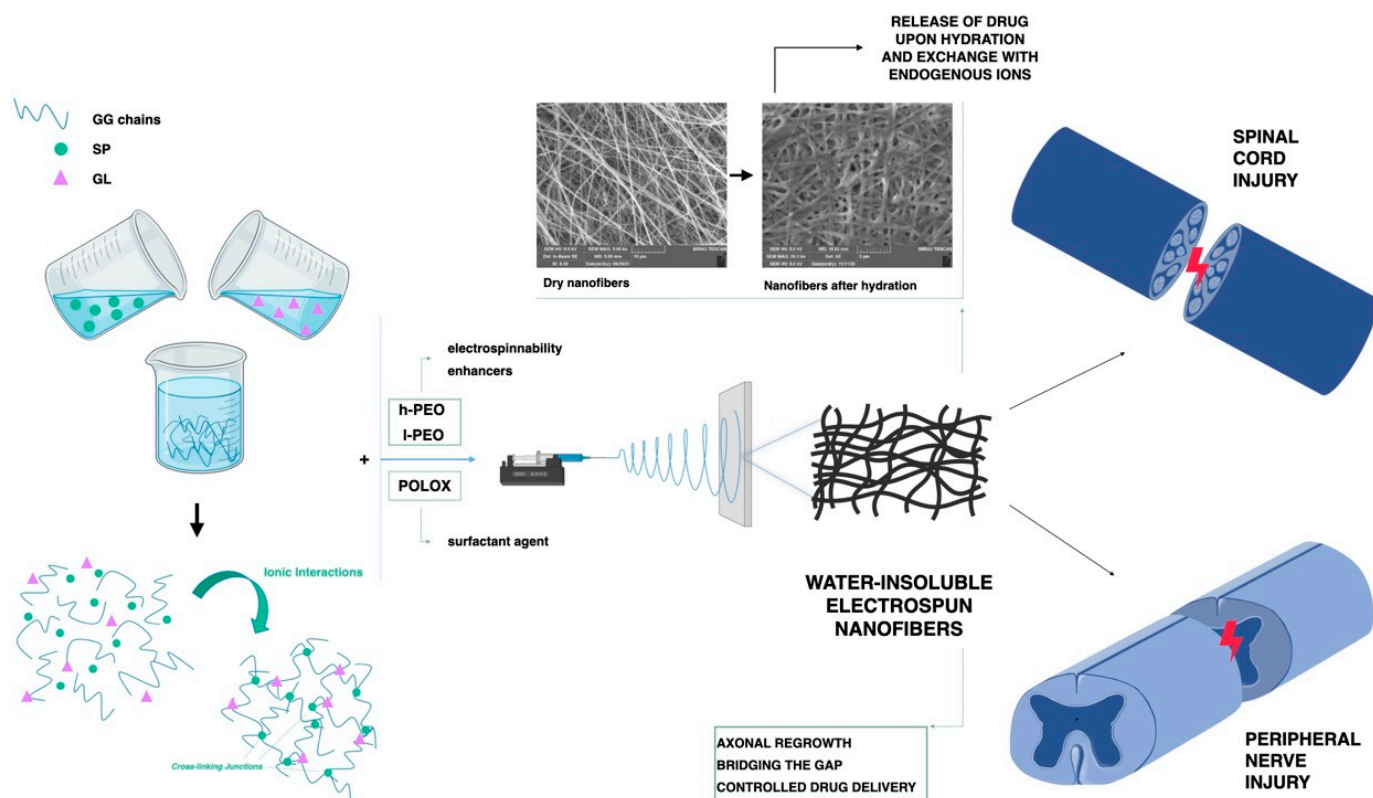 GG chains
SP
GL
Ionic Interactions
Cross-linking Junctions
+
electrospinnability
enhancers
h-PEO
l-PEO
POLOX
surfactant agent
RELEASE OF DRUG
UPON HYDRATION
AND EXCHANGE WITH
ENDOGENOUS IONS
Dry nanofibers
Nanofibers after hydration
WATER-INSOLUBLE
ELECTROSPUN
NANOFIBERS
AXONAL REGROWTH
BRIDGING THE GAP
CONTROLLED DRUG DELIVERY
SPINAL
CORD
INJURY
PERIPHERAL
NERVE
INJURY